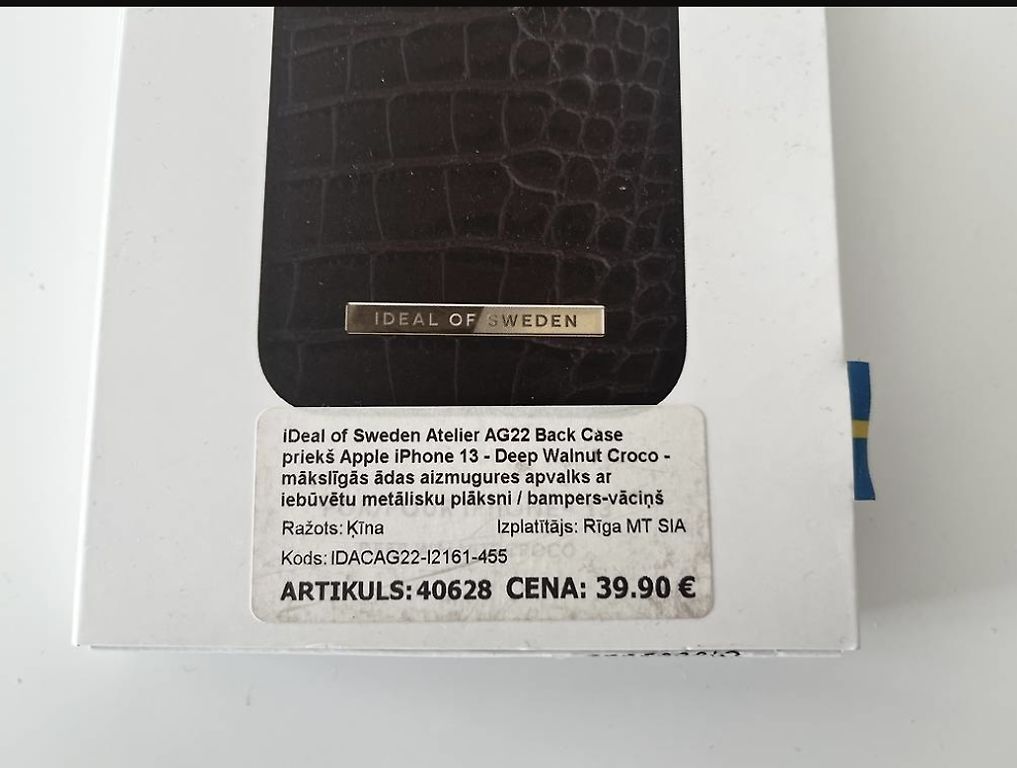 IDEAL OF SWEDEN
iDeal of Sweden Atelier AG22 Back Case
priekš Apple iPhone 13 - Deep Walnut Croco -
mākslīgās ādas aizmugures apvalks ar
iebūvētu metālisku plāksni / bampers-vāciņš
Ražots: Ķīna Izplatītājs: Rīga MT SIA
Kods: IDACAG22-I2161-455
ARTIKULS: 40628 CENA: 39.90 €